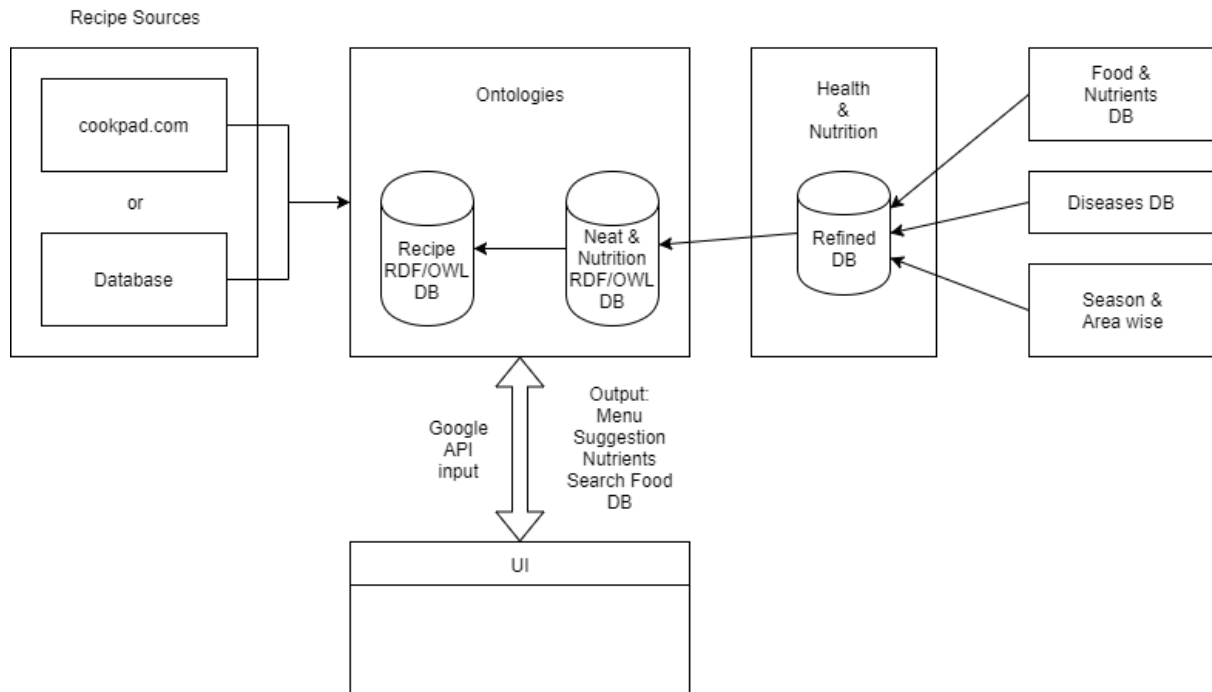 Recipe Sources
cookpad.com
or
Database
Ontologies
Recipe
RDF/OWL
DB
Neat &
Nutrition
RDF/OWL
DB
Health
&
Nutrition
Refined
DB
Food &
Nutrients
DB
Diseases DB
Season &
Area wise
Google
API
input
Output:
Menu
Suggestion
Nutrients
Search Food
DB
UI